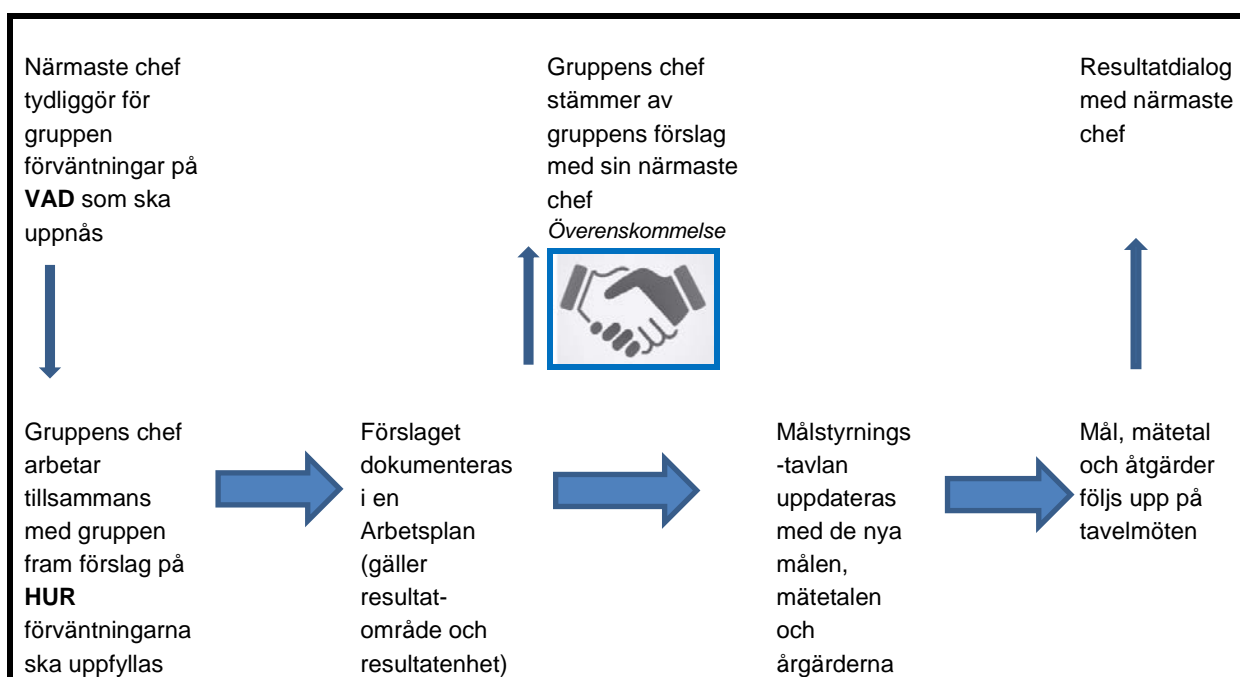 Närmaste chef
tydliggör för
gruppen
förväntningar på
VAD som ska
uppnås
Gruppens chef
stämmer av
gruppens förslag
med sin närmaste
chef
Överenskommelse
Resultatdialog
med närmaste
chef
Gruppens chef
arbetar
tillsammans
med gruppen
fram förslag på
HUR
förväntningarna
ska uppfyllas
Förslaget
dokumenteras
i en
Arbetsplan
(gäller
resultat-
område och
resultatenhet)
Målstyrnings
-tavlan
uppdateras
med de nya
målen,
mätetalen
och
årgärderna
Mål, mätetal
och åtgärder
följs upp på
tavelmöten